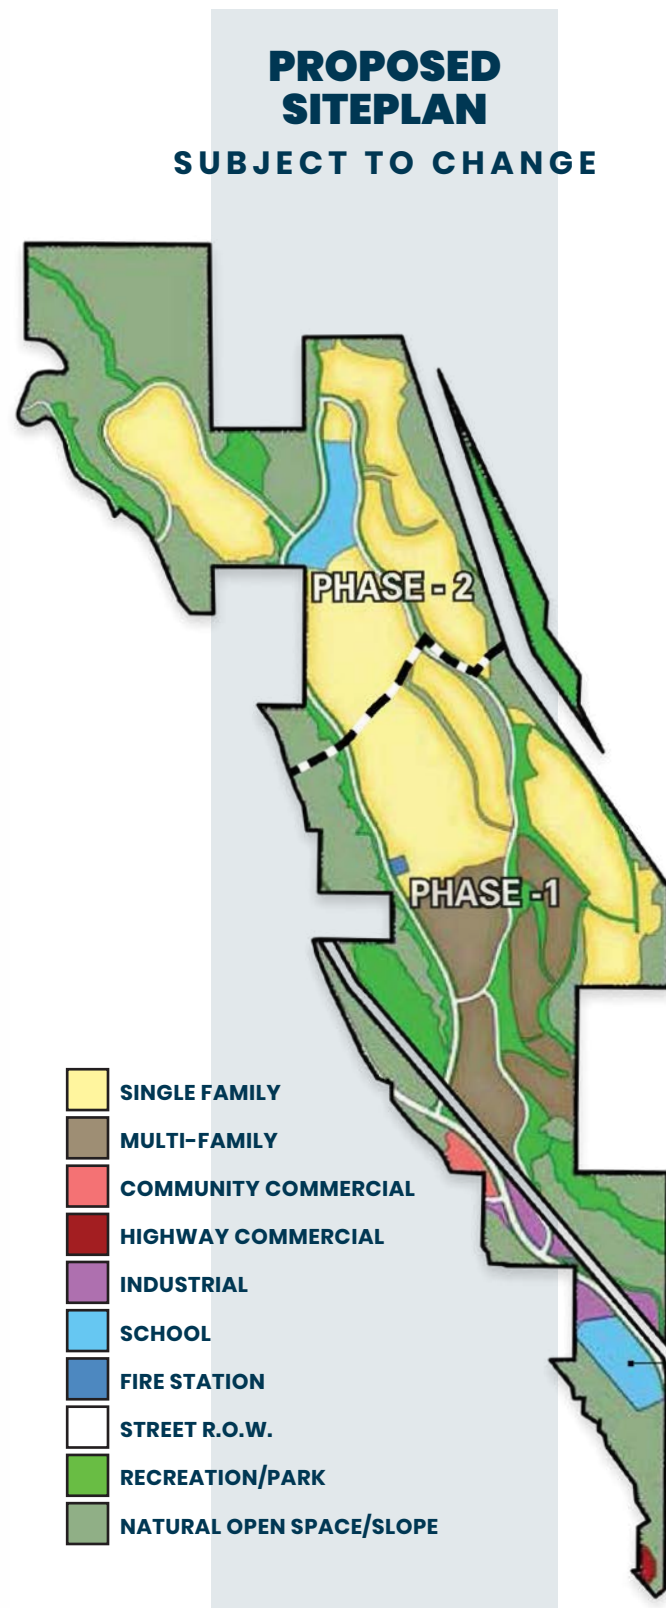 PROPOSED
SITEPLAN
SUBJECT TO CHANGE
PHASE - 2
PHASE -1
SINGLE FAMILY
MULTI-FAMILY
COMMUNITY COMMERCIAL
HIGHWAY COMMERCIAL
INDUSTRIAL
SCHOOL
FIRE STATION
STREET R.O.W.
RECREATION/PARK
NATURAL OPEN SPACE/SLOPE